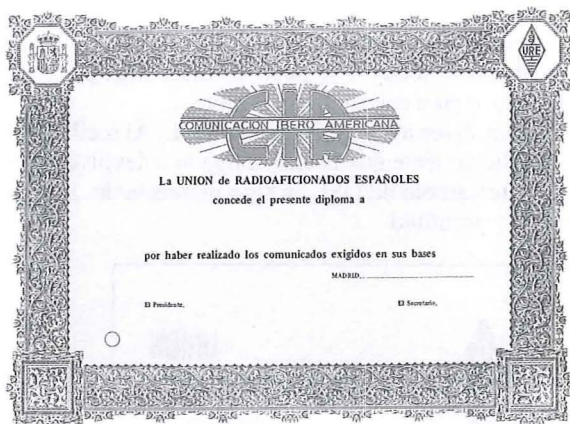 URE
CIA
COMUNICACION IBERO AMERICANA
La UNION de RADIOAFICIONADOS ESPAÑOLES
concede el presente diploma a
por haber realizado los comunicados exigidos en sus bases
MADRID,
El Presidente,
El Secretario,